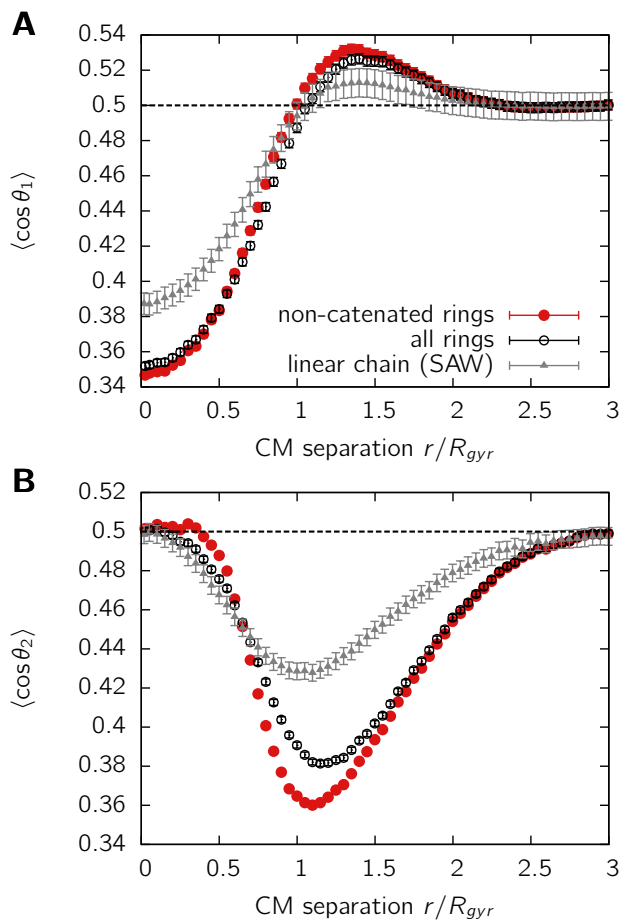 A
0.54
0.52
0.5
0.48
0.46
0.44
0.42
0.4
0.38
0.36
0.34
⟨cos θ₁⟩
non-catenated rings
all rings
linear chain (SAW)
0 0.5 1 1.5 2 2.5 3
CM separation r/R_gyr
B
0.52
0.5
0.48
0.46
0.44
0.42
0.4
0.38
0.36
0.34
⟨cos θ₂⟩
0 0.5 1 1.5 2 2.5 3
CM separation r/R_gyr